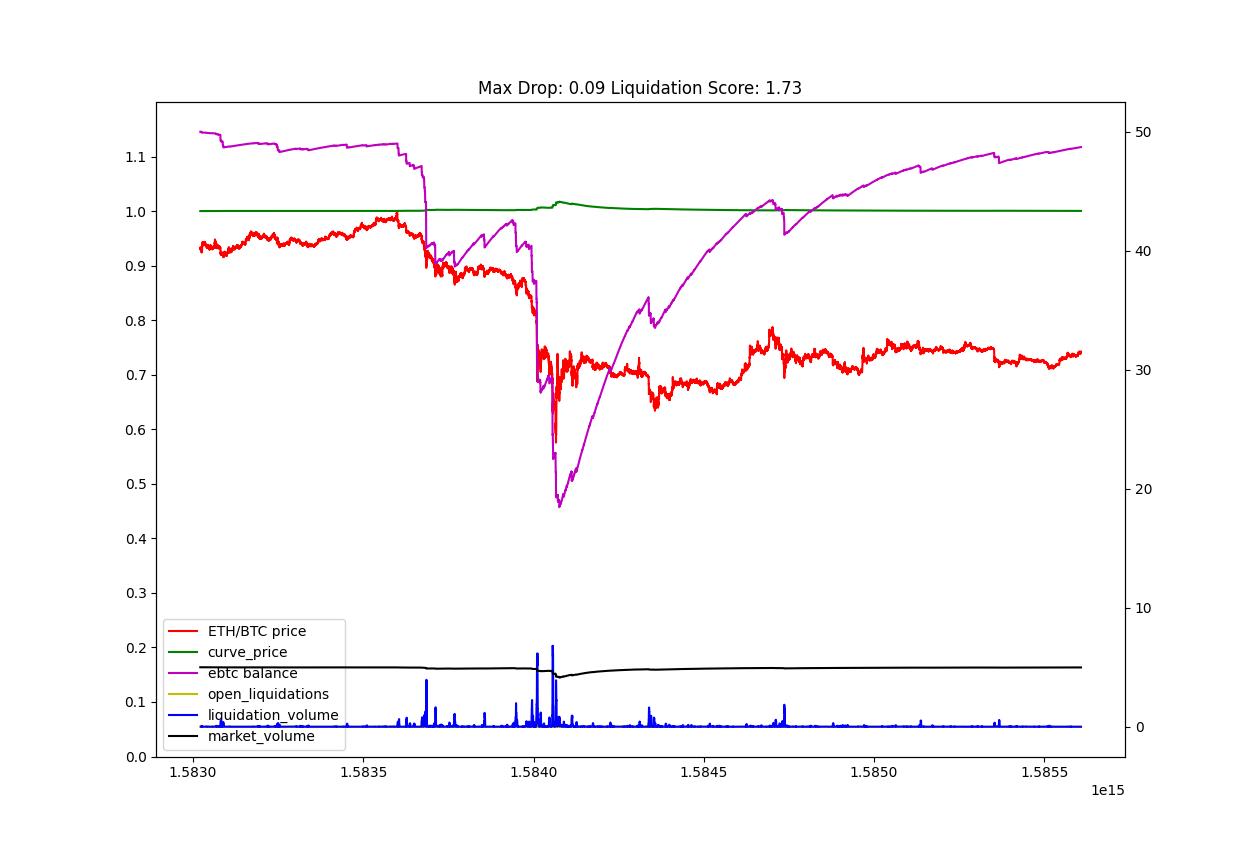 Max Drop: 0.09 Liquidation Score: 1.73
1.1
1.0
0.9
0.8
0.7
0.6
0.5
0.4
0.3
0.2
0.1
0.0
50
40
30
20
10
0
ETH/BTC price
curve_price
ebtc balance
open_liquidations
liquidation_volume
market_volume
1.5830 1.5835 1.5840 1.5845 1.5850 1.5855
1e15